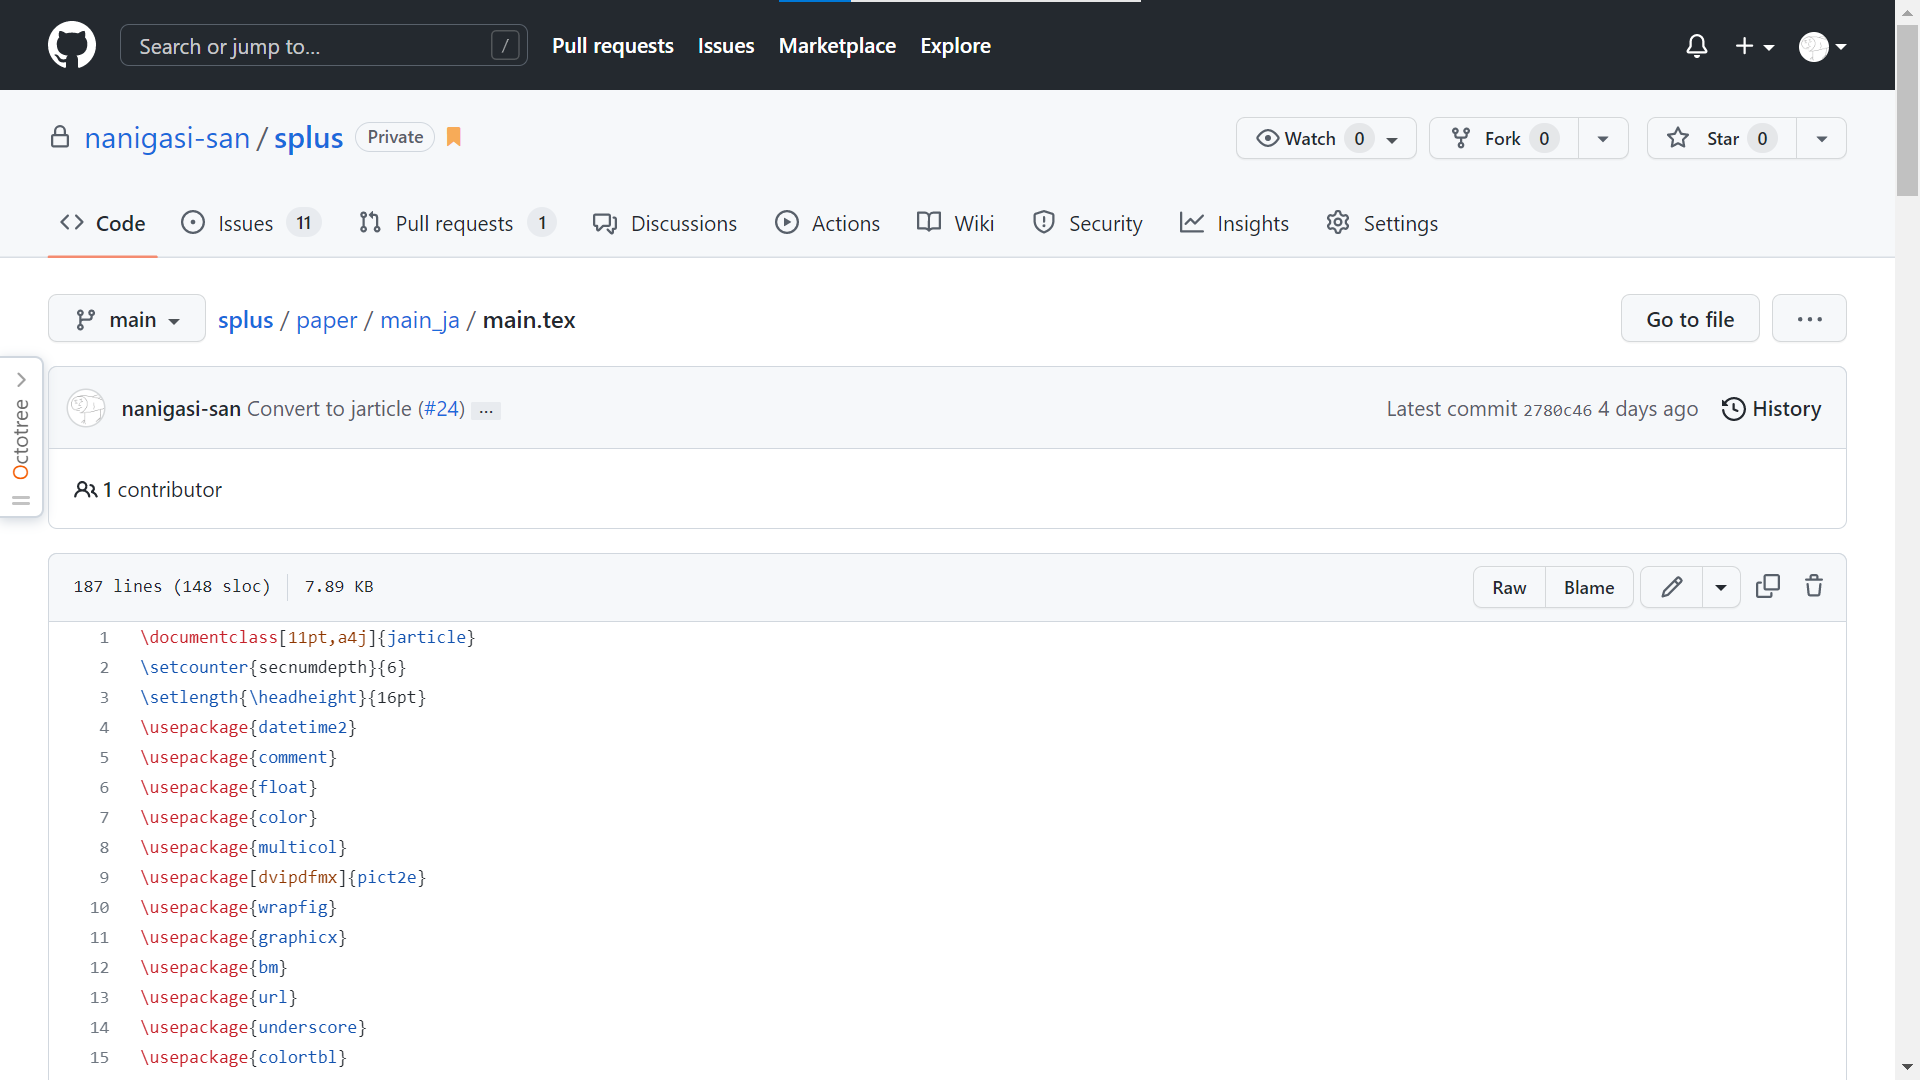 Search or jump to... /
Pull requests Issues Marketplace Explore
nanigasi-san / splus Private
Watch 0 Fork 0 Star 0
Code Issues 11 Pull requests 1 Discussions Actions Wiki Security Insights Settings
main splus / paper / main_ja / main.tex Go to file ...
Octotree
nanigasi-san Convert to jarticle (#24) ... Latest commit 2780c46 4 days ago History
1 contributor
187 lines (148 sloc) 7.89 KB Raw Blame
1 \documentclass[11pt,a4j]{jarticle}
2 \setcounter{secnumdepth}{6}
3 \setlength{\headheight}{16pt}
4 \usepackage{datetime2}
5 \usepackage{comment}
6 \usepackage{float}
7 \usepackage{color}
8 \usepackage{multicol}
9 \usepackage[dvipdfmx]{pict2e}
10 \usepackage{wrapfig}
11 \usepackage{graphicx}
12 \usepackage{bm}
13 \usepackage{url}
14 \usepackage{underscore}
15 \usepackage{colortbl}